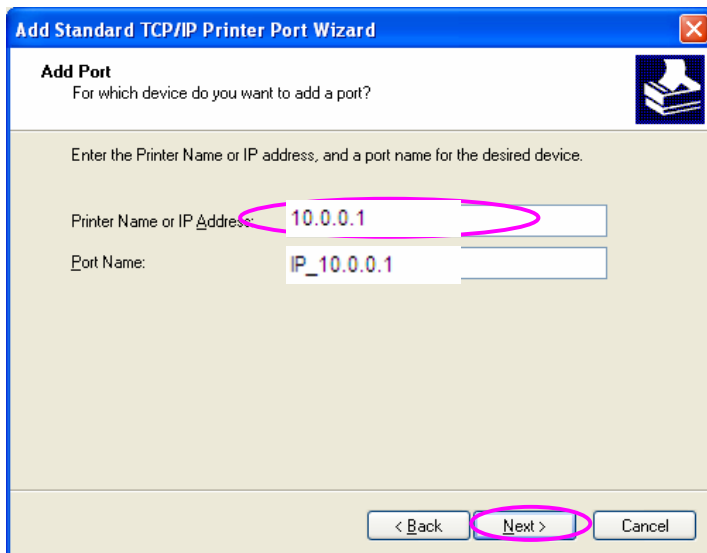 Add Standard TCP/IP Printer Port Wizard
Add Port
For which device do you want to add a port?
Enter the Printer Name or IP address, and a port name for the desired device.
Printer Name or IP Address: 10.0.0.1
Port Name: IP_10.0.0.1
< Back Next > Cancel